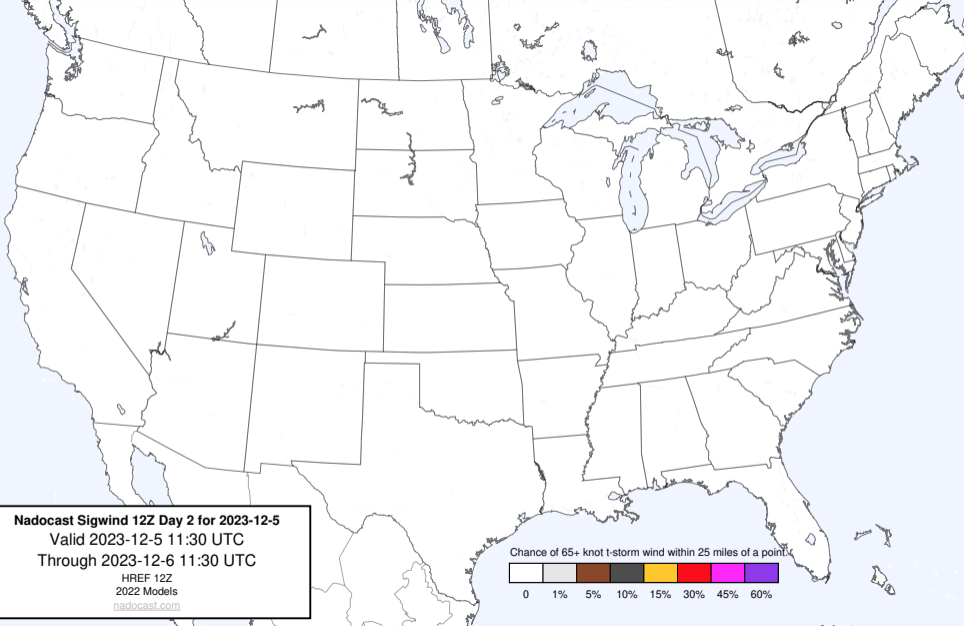 Nadocast Sigwind 12Z Day 2 for 2023-12-5
Valid 2023-12-5 11:30 UTC
Through 2023-12-6 11:30 UTC
HREF 12Z
2022 Models
nadocast.com
Chance of 65+ knot t-storm wind within 25 miles of a point.
0 1% 5% 10% 15% 30% 45% 60%